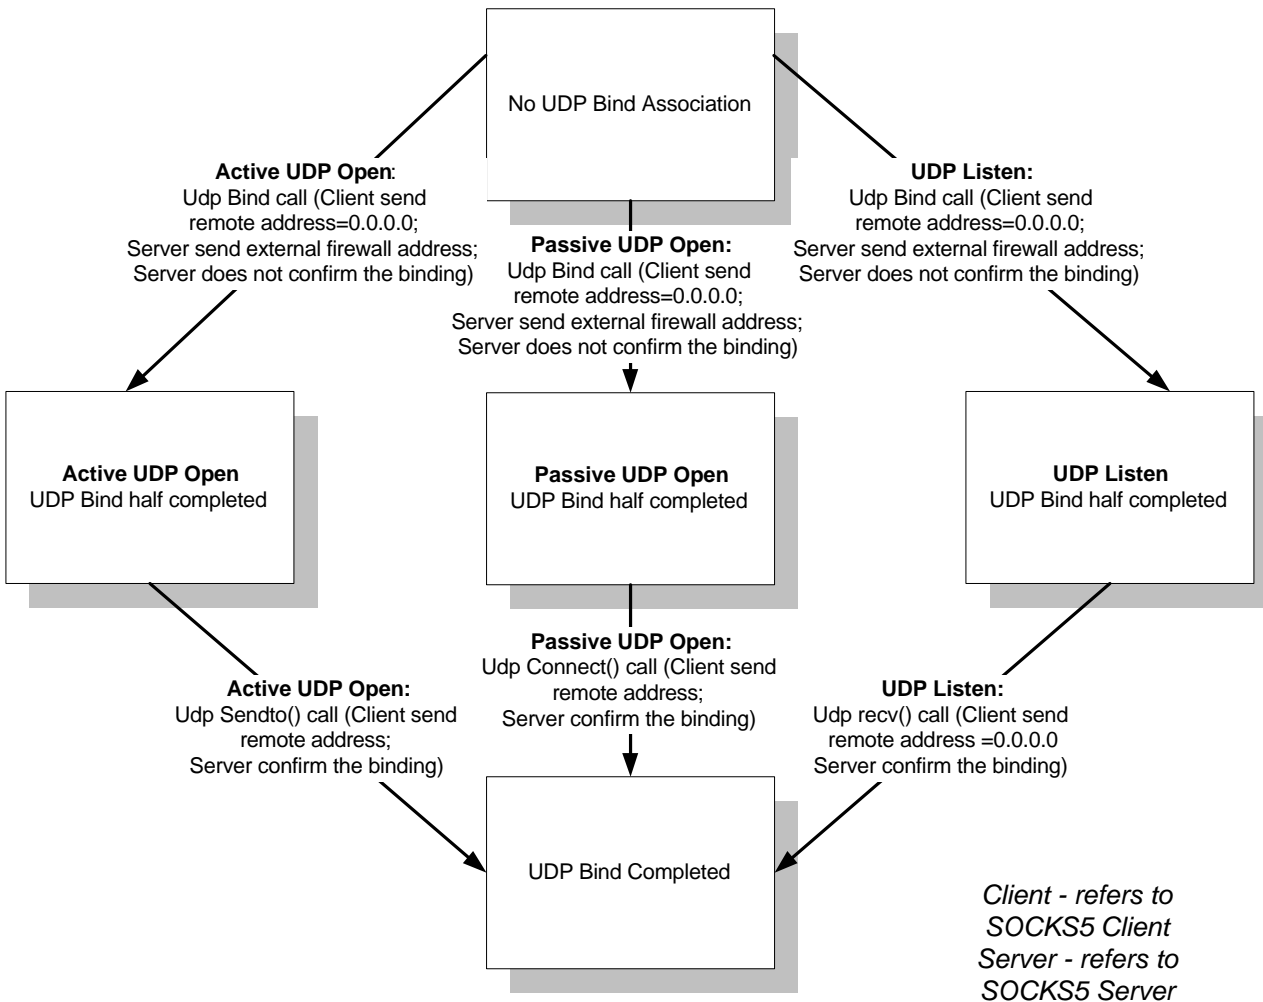 No UDP Bind Association
Active UDP Open:
Udp Bind call (Client send
remote address=0.0.0.0;
Server send external firewall address;
Server does not confirm the binding)
Passive UDP Open:
Udp Bind call (Client send
remote address=0.0.0.0;
Server send external firewall address;
Server does not confirm the binding)
UDP Listen:
Udp Bind call (Client send
remote address=0.0.0.0;
Server send external firewall address;
Server does not confirm the binding)
Active UDP Open
UDP Bind half completed
Passive UDP Open
UDP Bind half completed
UDP Listen
UDP Bind half completed
Active UDP Open:
Udp Sendto() call (Client send
remote address;
Server confirm the binding)
Passive UDP Open:
Udp Connect() call (Client send
remote address;
Server confirm the binding)
UDP Listen:
Udp recv() call (Client send
remote address =0.0.0.0
Server confirm the binding)
UDP Bind Completed
Client - refers to
SOCKS5 Client
Server - refers to
SOCKS5 Server